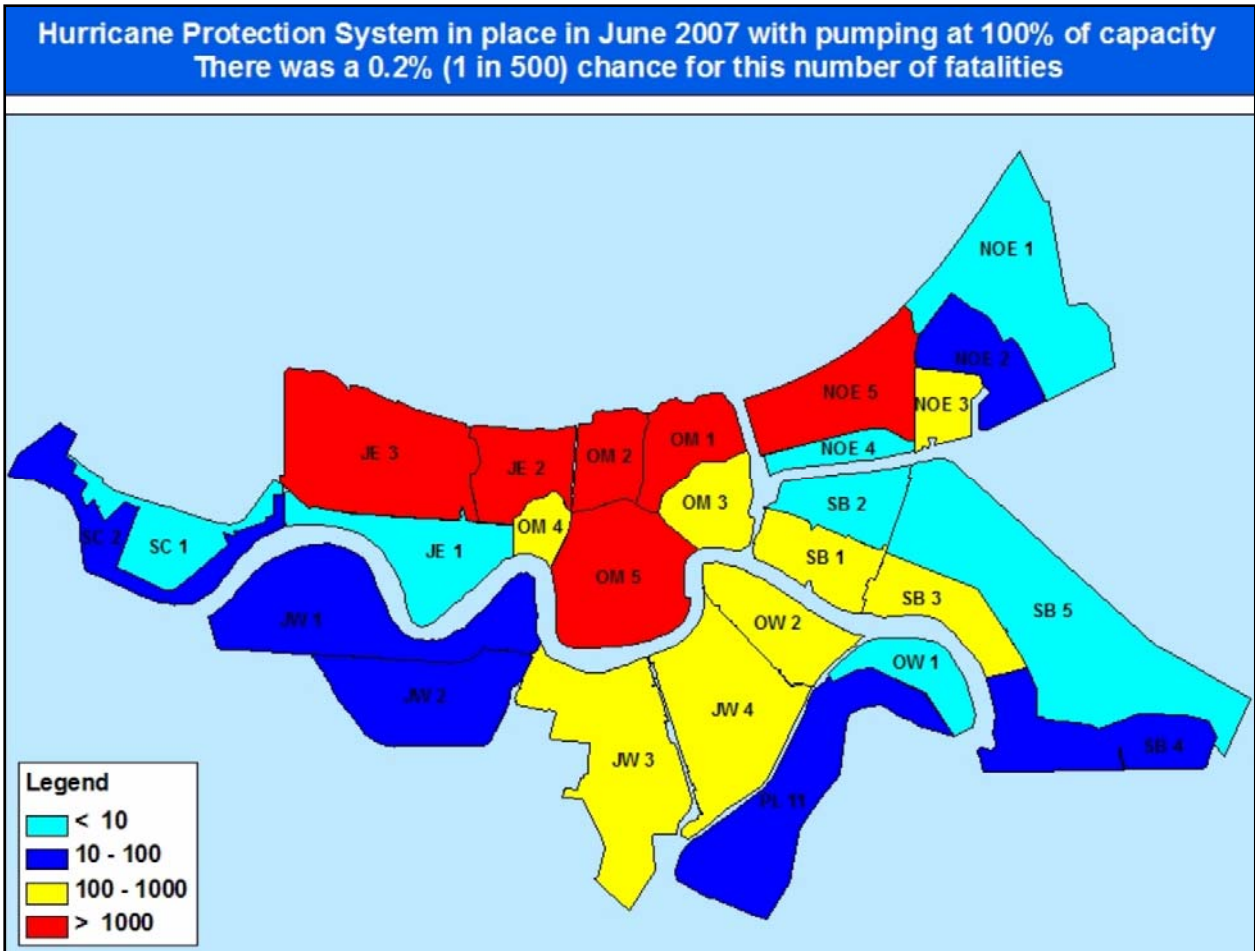 Hurricane Protection System in place in June 2007 with pumping at 100% of capacity
There was a 0.2% (1 in 500) chance for this number of fatalities
NOE 1
NOE 2
NOE 5
NOE 3
JE 3
JE 2
OM 2
OM 1
NOE 4
OM 3
SB 2
OM 4
SC 2
SC 1
JE 1
SB 1
OM 5
SB 3
SB 5
JW 1
OW 2
OW 1
JW 2
JW 4
SB 4
JW 3
PL 11
Legend
< 10
10 - 100
100 - 1000
> 1000